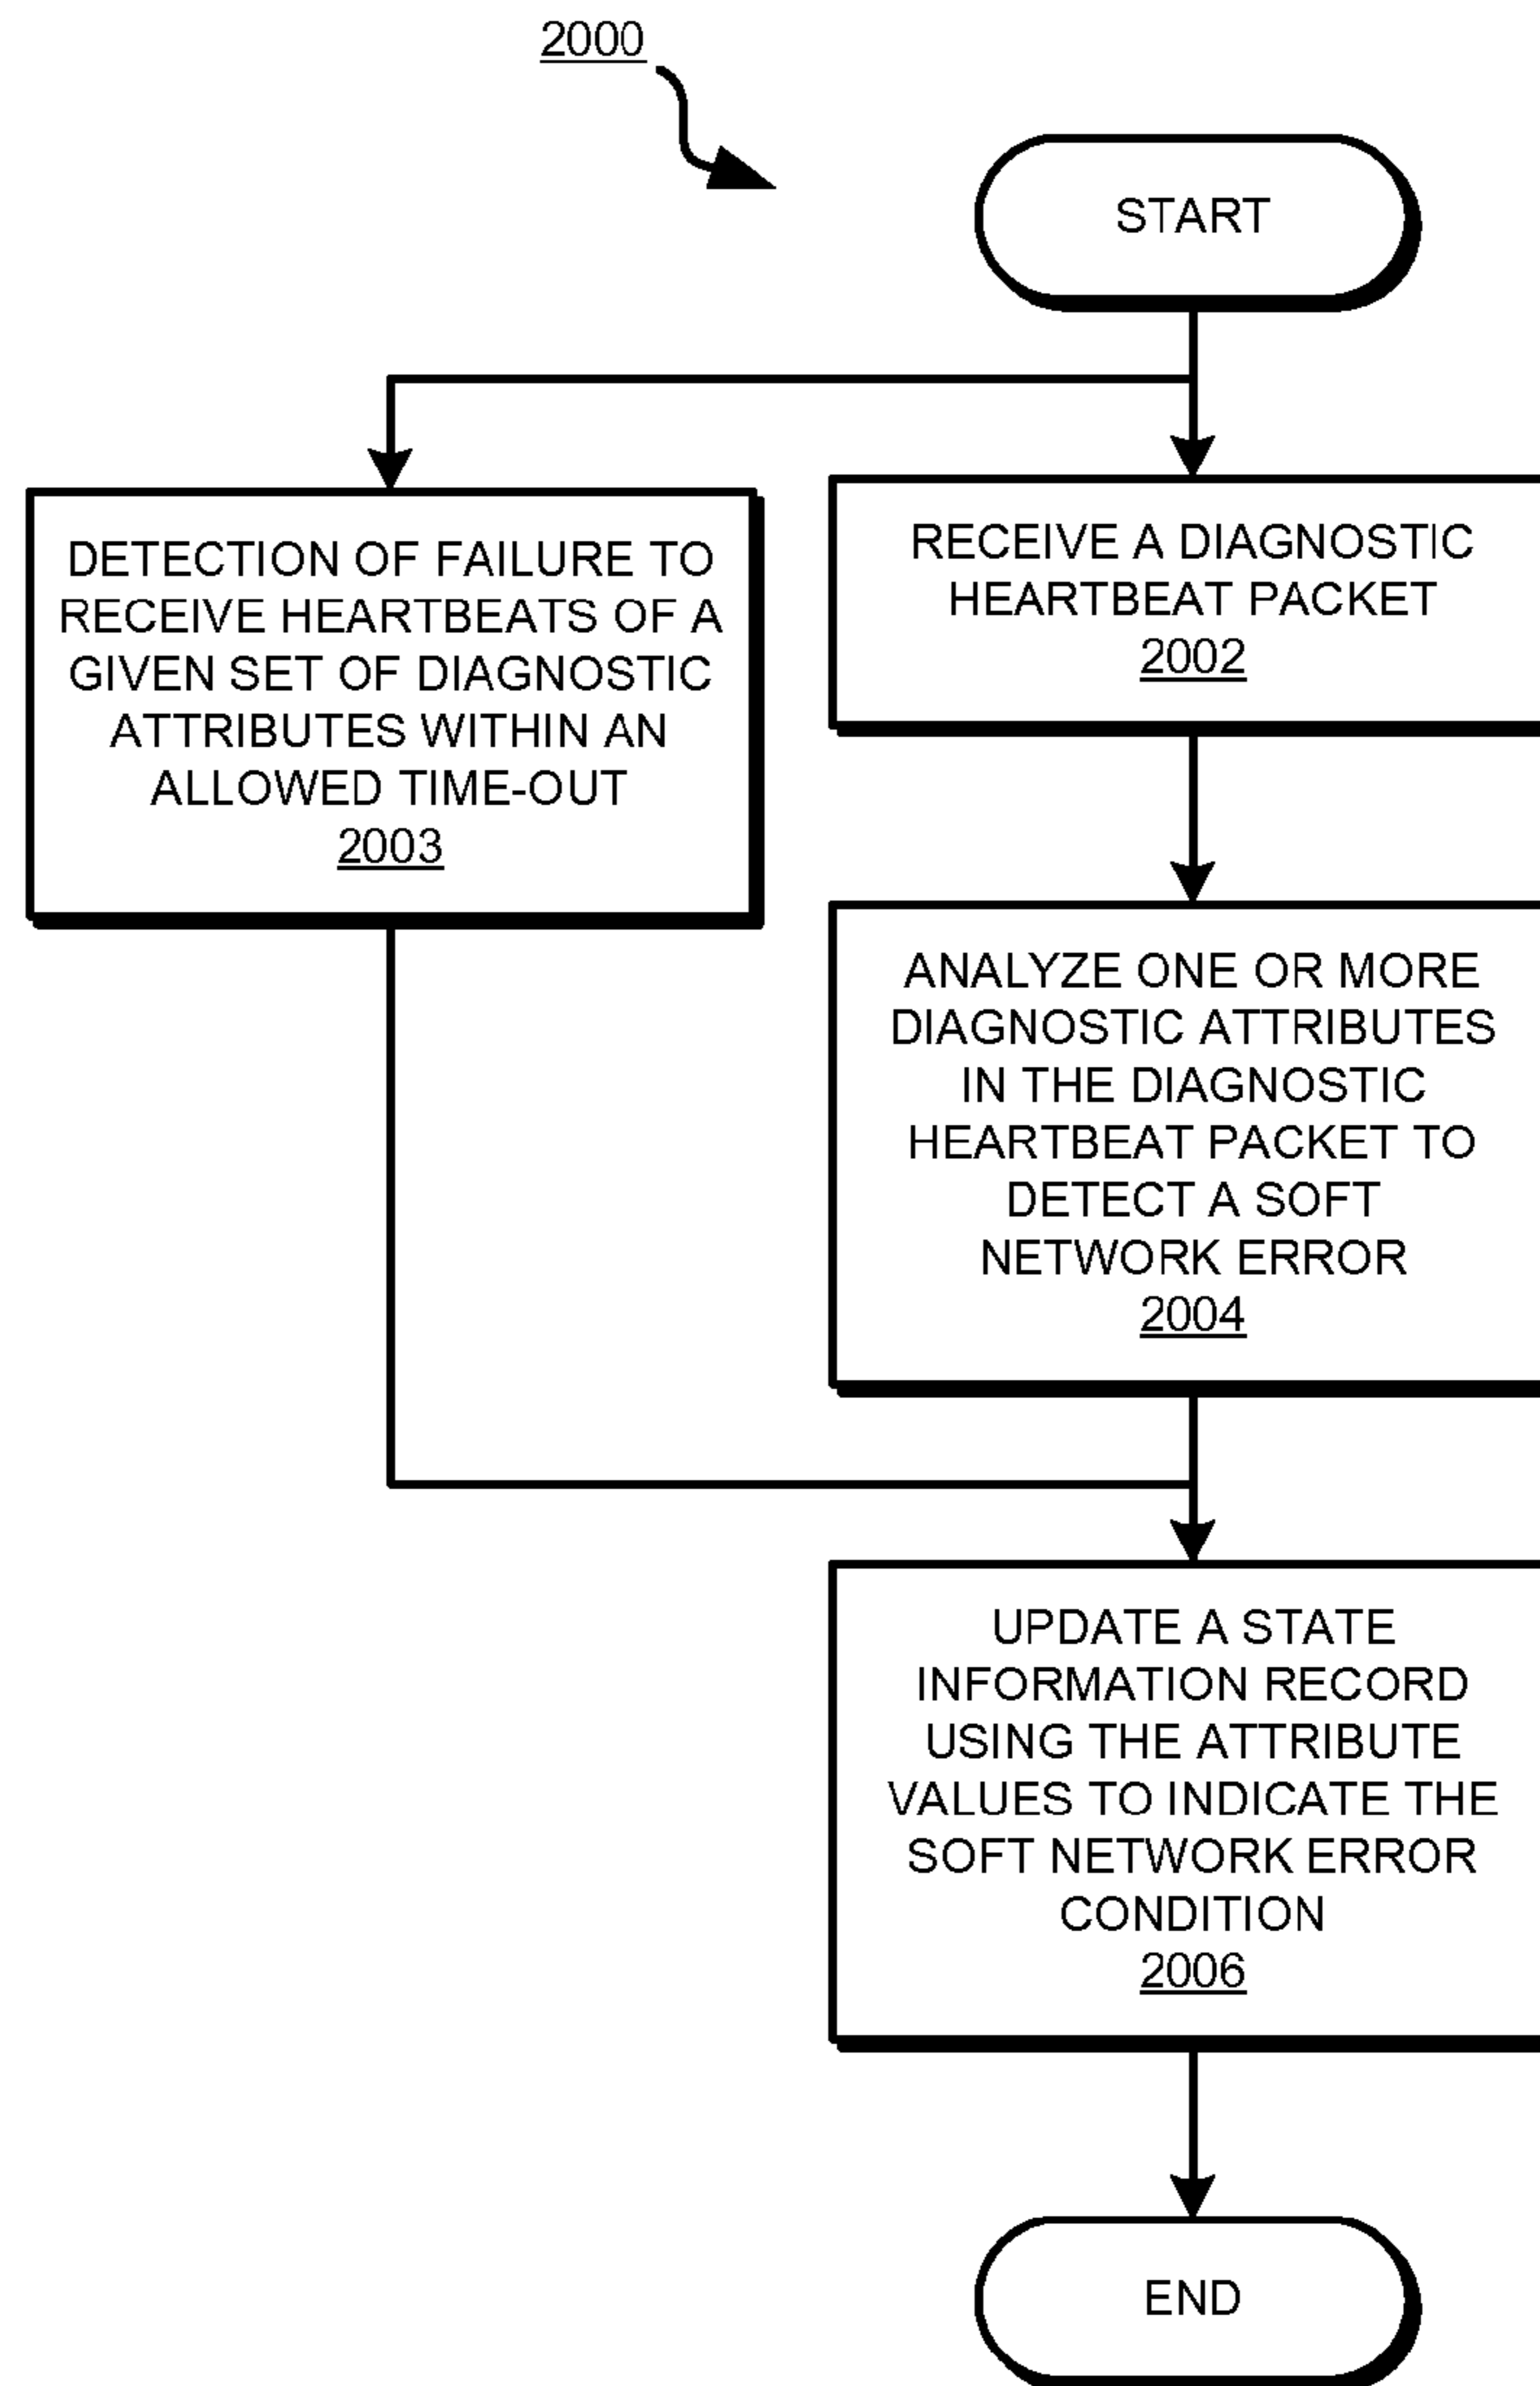 2000
START
DETECTION OF FAILURE TO
RECEIVE HEARTBEATS OF A
GIVEN SET OF DIAGNOSTIC
ATTRIBUTES WITHIN AN
ALLOWED TIME-OUT
2003
RECEIVE A DIAGNOSTIC
HEARTBEAT PACKET
2002
ANALYZE ONE OR MORE
DIAGNOSTIC ATTRIBUTES
IN THE DIAGNOSTIC
HEARTBEAT PACKET TO
DETECT A SOFT
NETWORK ERROR
2004
UPDATE A STATE
INFORMATION RECORD
USING THE ATTRIBUTE
VALUES TO INDICATE THE
SOFT NETWORK ERROR
CONDITION
2006
END